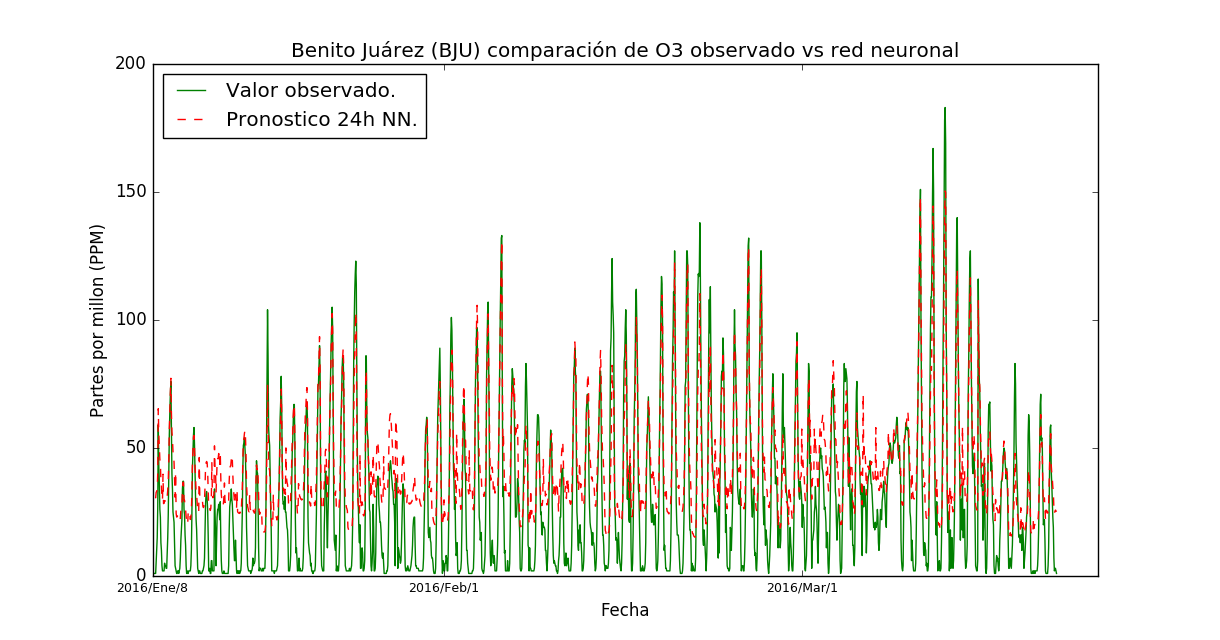 Benito Juárez (BJU) comparación de O3 observado vs red neuronal
200
Valor observado.
Pronostico 24h NN.
150
100
50
0
Partes por millon (PPM)
2016/Ene/8
2016/Feb/1
2016/Mar/1
Fecha